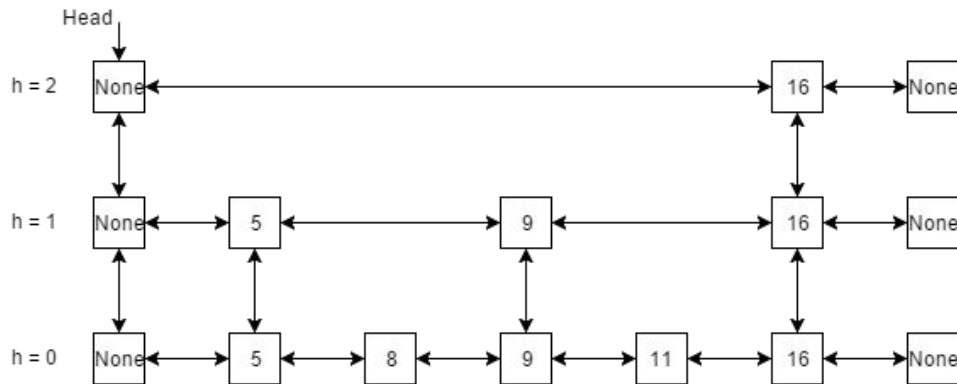 Head
h = 2 None 16 None
h = 1 None 5 9 16 None
h = 0 None 5 8 9 11 16 None